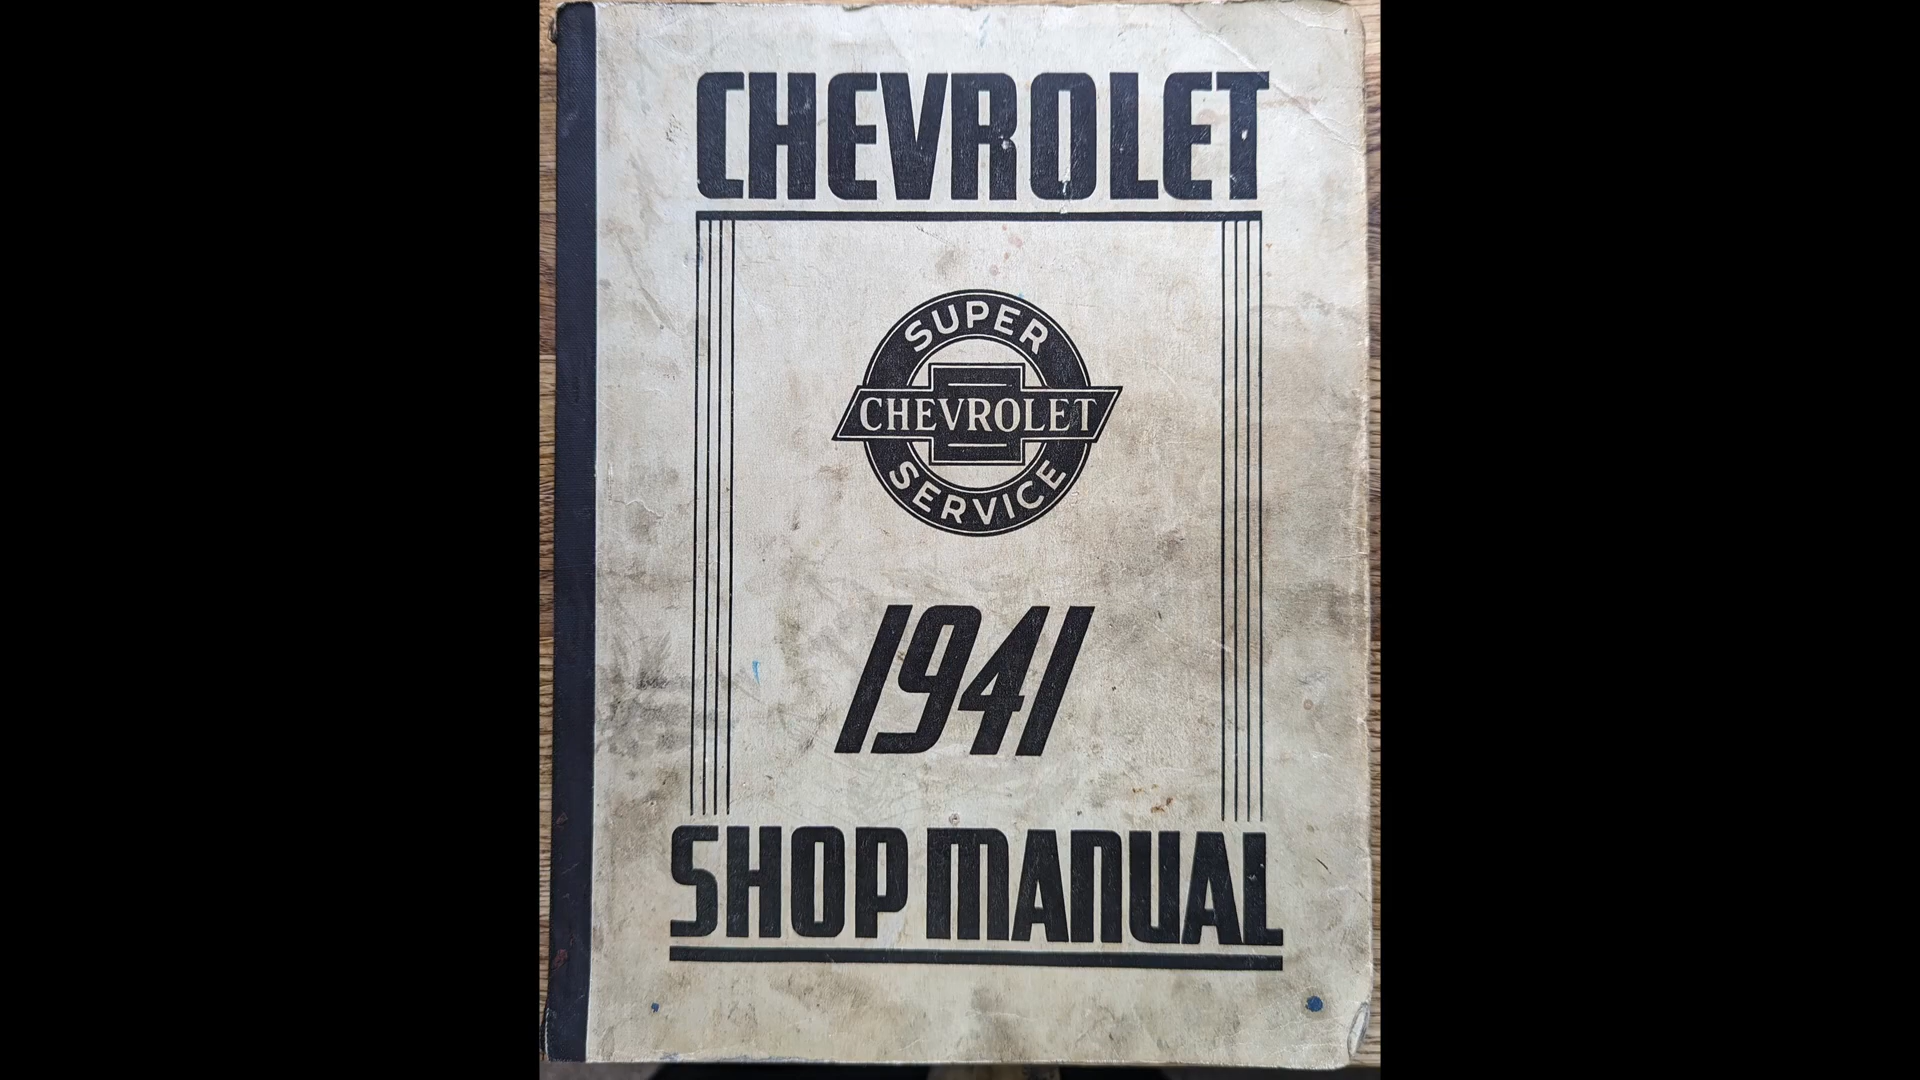 CHEVROLET
SUPER
CHEVROLET
SERVICE
1941
SHOP MANUAL